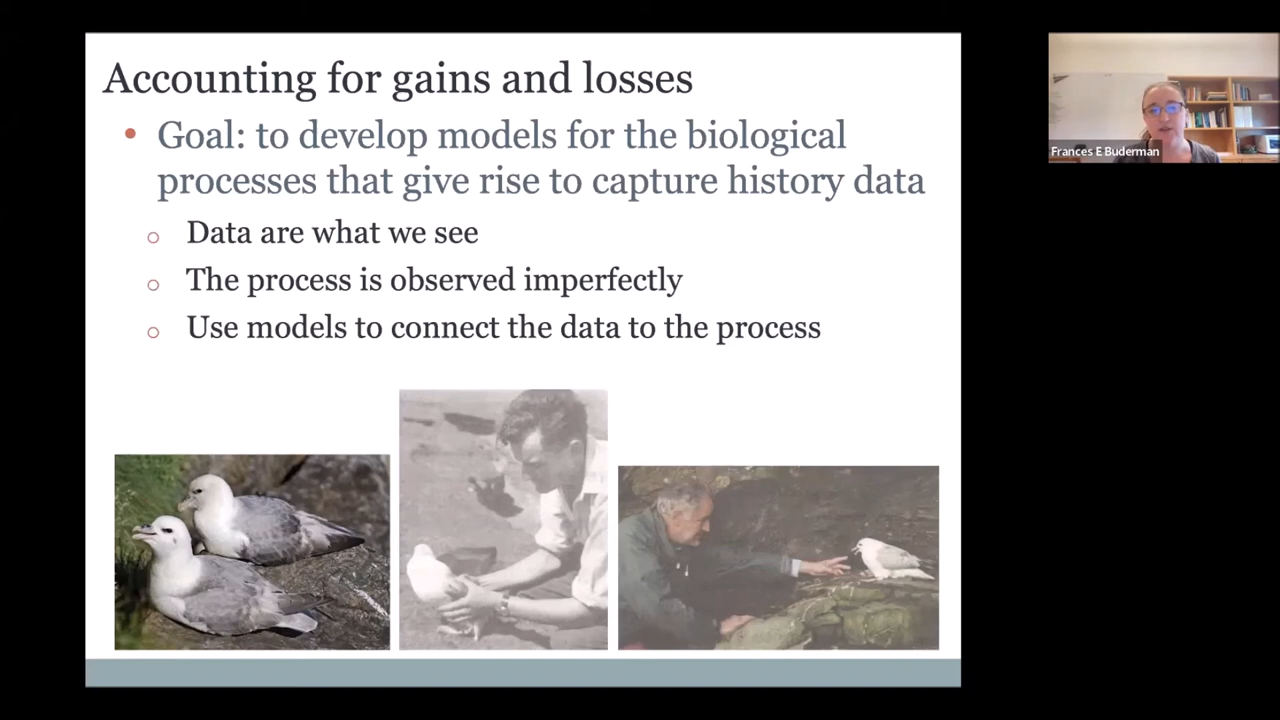 Accounting for gains and losses
• Goal: to develop models for the biological
processes that give rise to capture history data
o Data are what we see
o The process is observed imperfectly
o Use models to connect the data to the process
Frances E Buderman